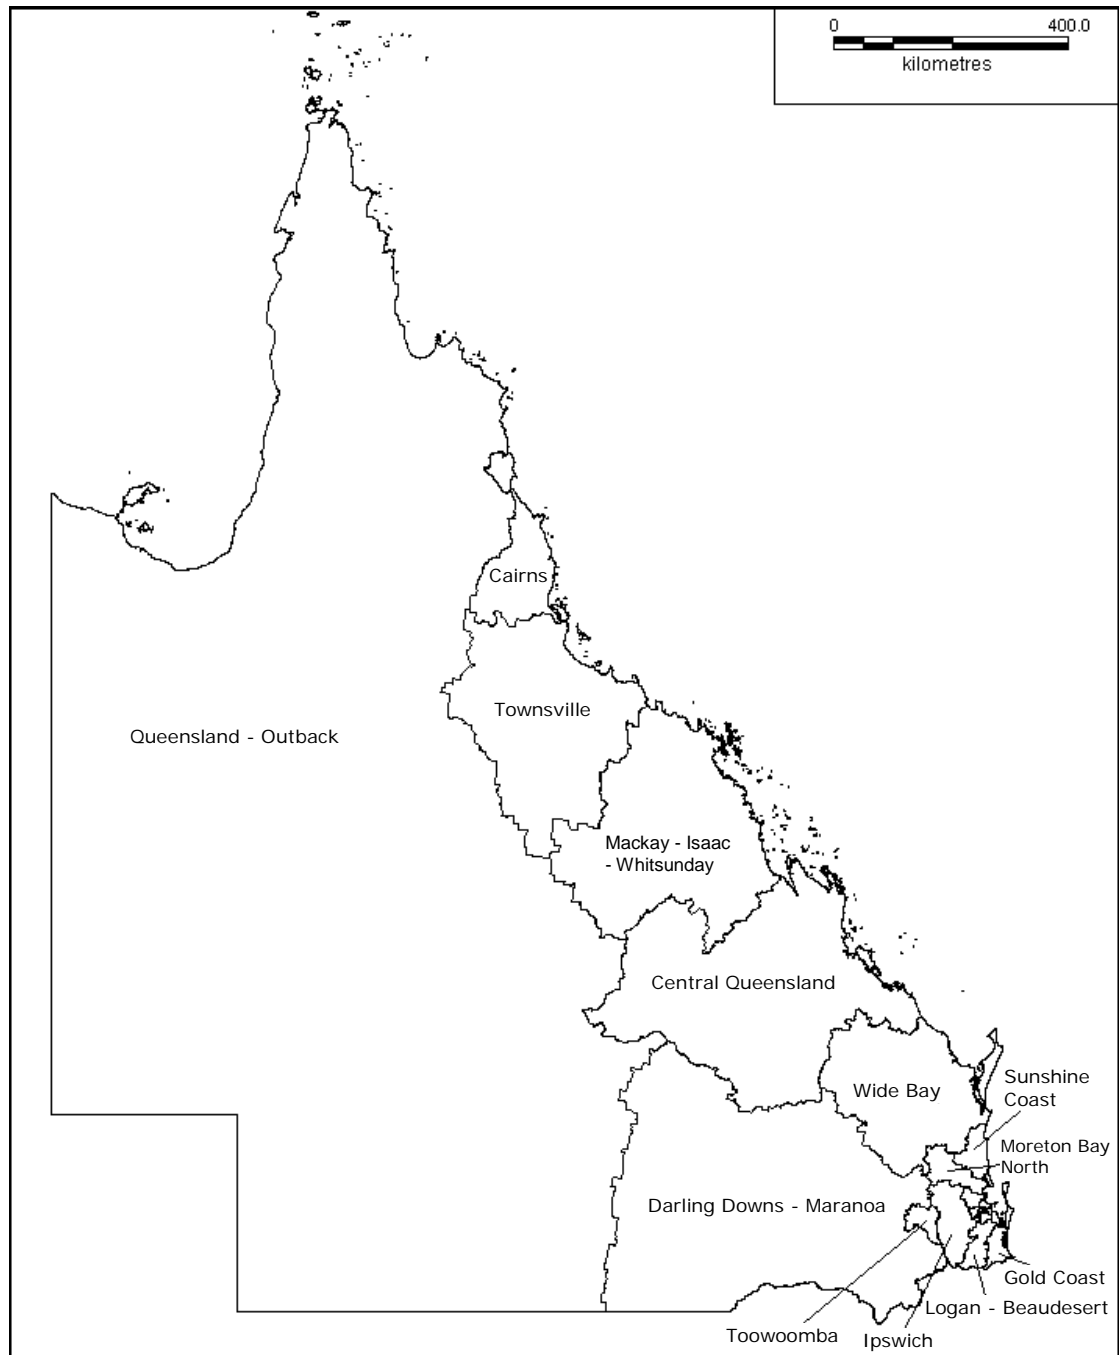 0 400.0
kilometres
Cairns
Townsville
Queensland - Outback
Mackay - Isaac
- Whitsunday
Central Queensland
Wide Bay
Sunshine
Coast
Moreton Bay
North
Darling Downs - Maranoa
Gold Coast
Logan - Beaudesert
Toowoomba
Ipswich